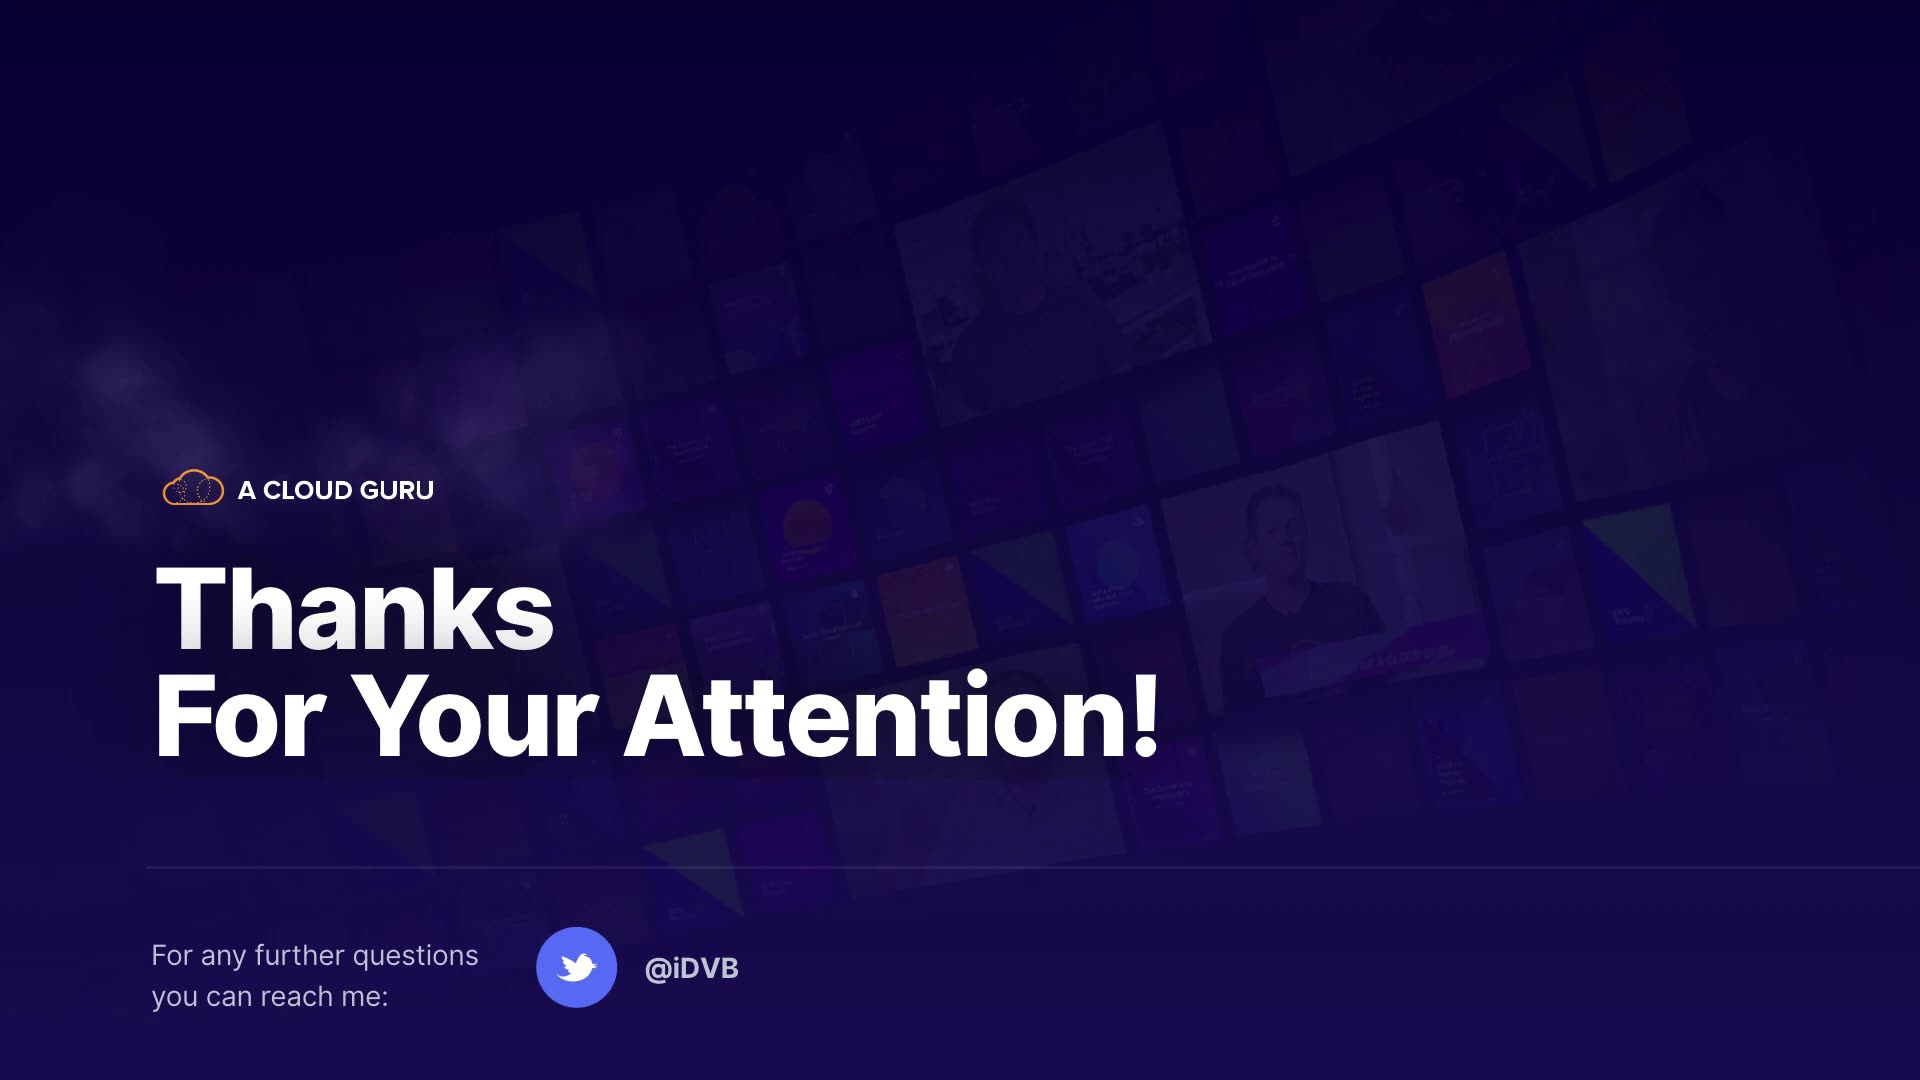 A CLOUD GURU
Thanks
For Your Attention!
For any further questions
you can reach me:
@iDVB